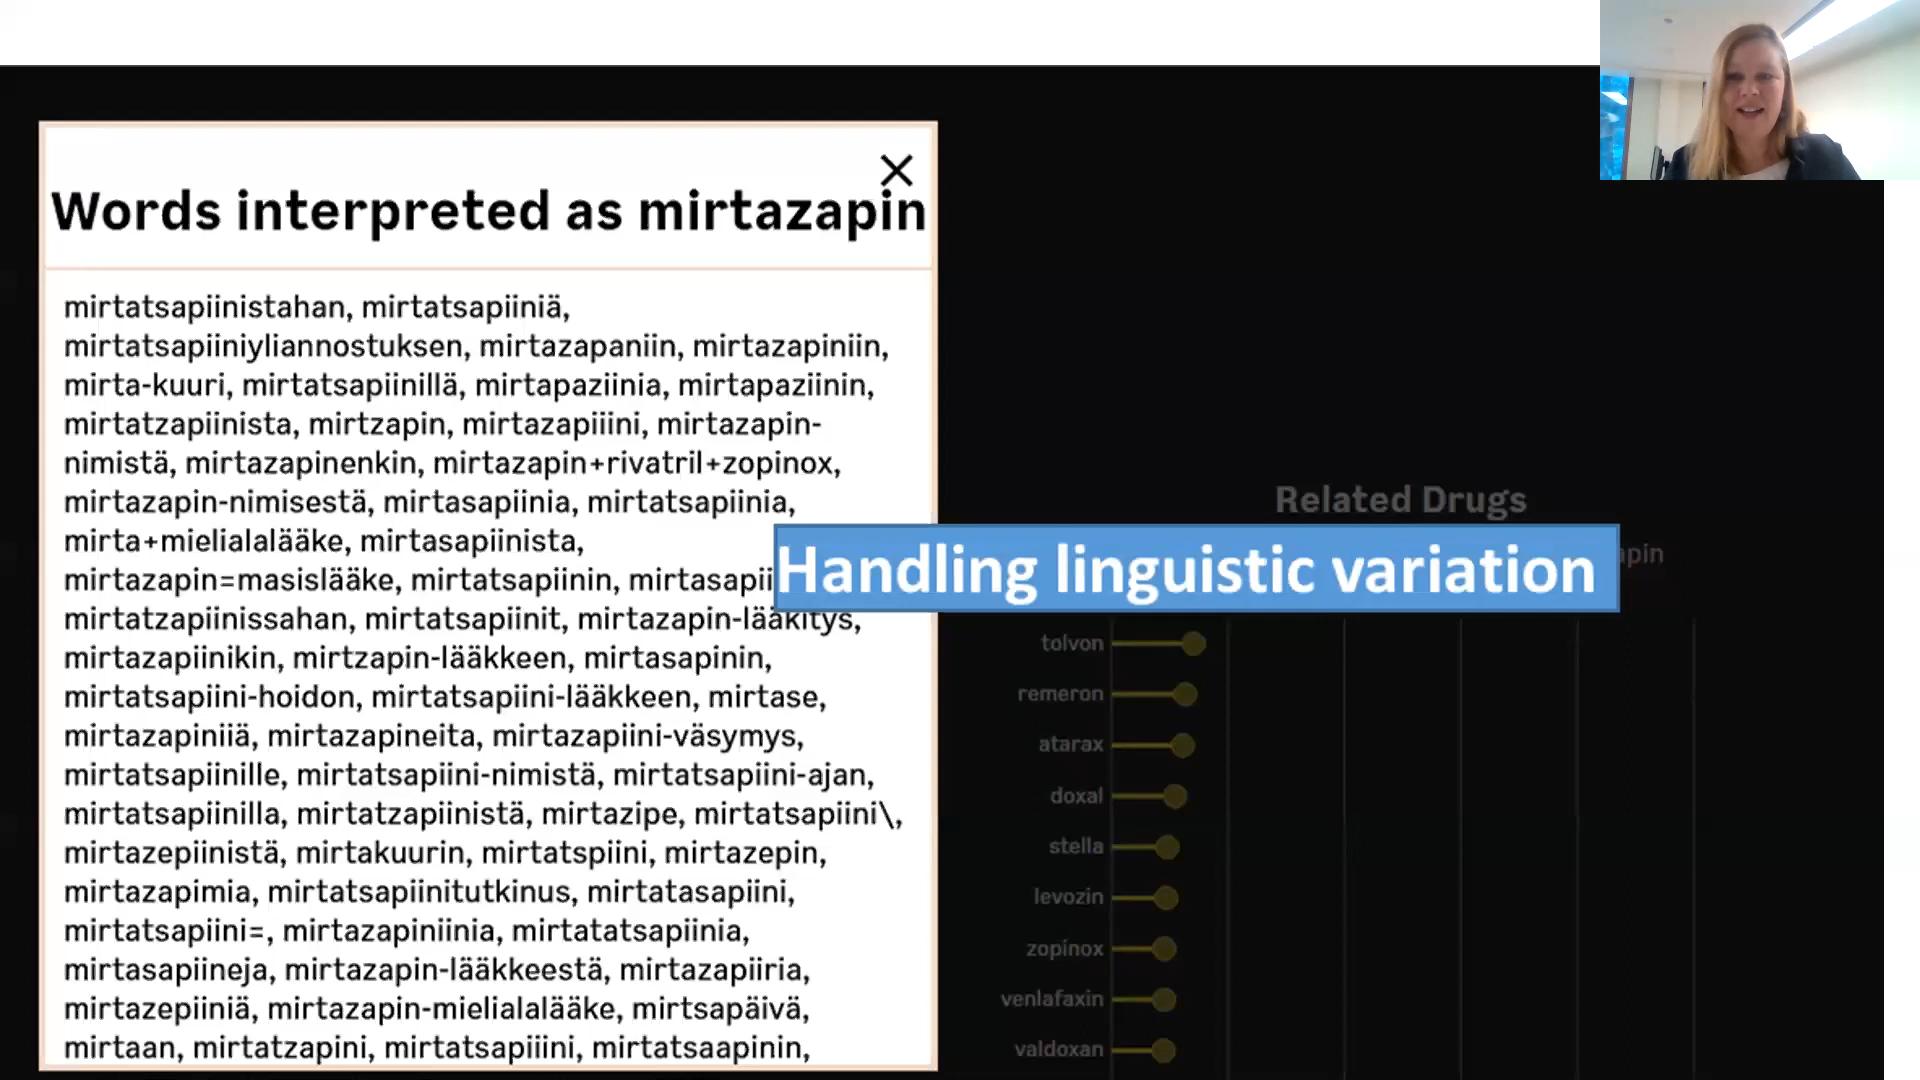 Words interpreted as mirtazapin
mirtatsapiinistahan, mirtatsapiiniä,
mirtatsapiiniyliannostuksen, mirtazapaniin, mirtazapiniin,
mirta-kuuri, mirtatsapiinillä, mirtapaziinia, mirtapaziinin,
mirtatzapiinista, mirtzapin, mirtazapiiini, mirtazapin-
nimistä, mirtazapinenkin, mirtazapin+rivatril+zopinox,
mirtazapin-nimisestä, mirtasapiinia, mirtatsapiinia,
mirta+mielialalääke, mirtasapiinista,
mirtazapin=masislääke, mirtatsapiinin, mirtasapii
mirtatzapiinissahan, mirtatsapiinit, mirtazapin-lääkitys,
mirtazapiinikin, mirtzapin-lääkkeen, mirtasapinin,
mirtatsapiini-hoidon, mirtatsapiini-lääkkeen, mirtase,
mirtazapiniiä, mirtazapineita, mirtazapiini-väsymys,
mirtatsapiinille, mirtatsapiini-nimistä, mirtatsapiini-ajan,
mirtatsapiinilla, mirtatzapiinistä, mirtazipe, mirtatsapiini\,
mirtazepiinistä, mirtakuurin, mirtatspiini, mirtazepin,
mirtazapimia, mirtatsapiinitutkinus, mirtatasapiini,
mirtatsapiini=, mirtazapiniinia, mirtatatsapiinia,
mirtasapiineja, mirtazapin-lääkkeestä, mirtazapiiria,
mirtazepiiniä, mirtazapin-mielialalääke, mirtsapäivä,
mirtaan, mirtatzapini, mirtatsapiiini, mirtatsaapinin,
Handling linguistic variation
Related Drugs
apin
tolvon
remeron
atarax
doxal
stella
levozin
zopinox
venlafaxin
valdoxan